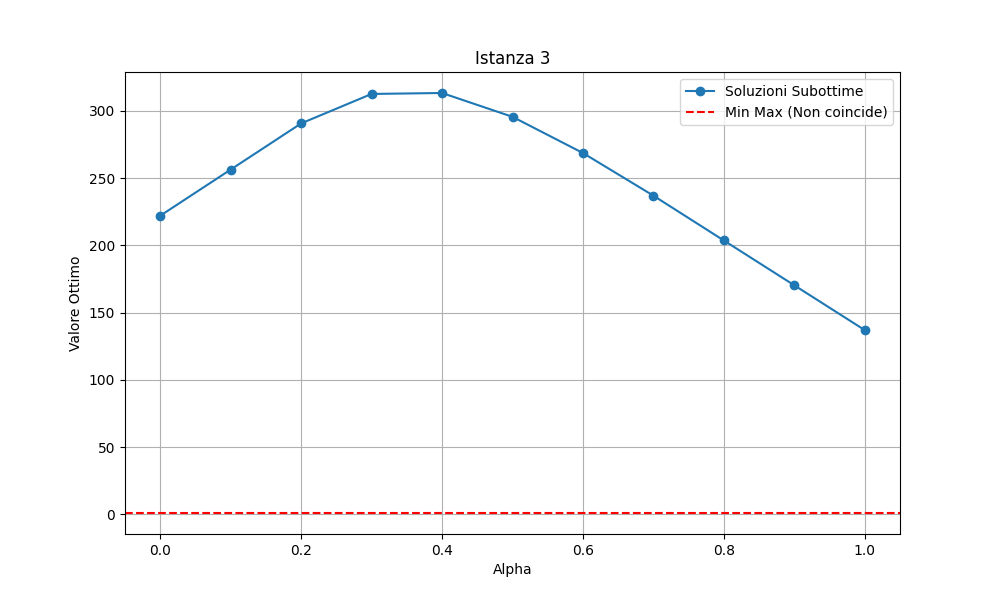 Istanza 3
Soluzioni Subottime
Min Max (Non coincide)
Valore Ottimo
300
250
200
150
100
50
0
0.0 0.2 0.4 0.6 0.8 1.0
Alpha